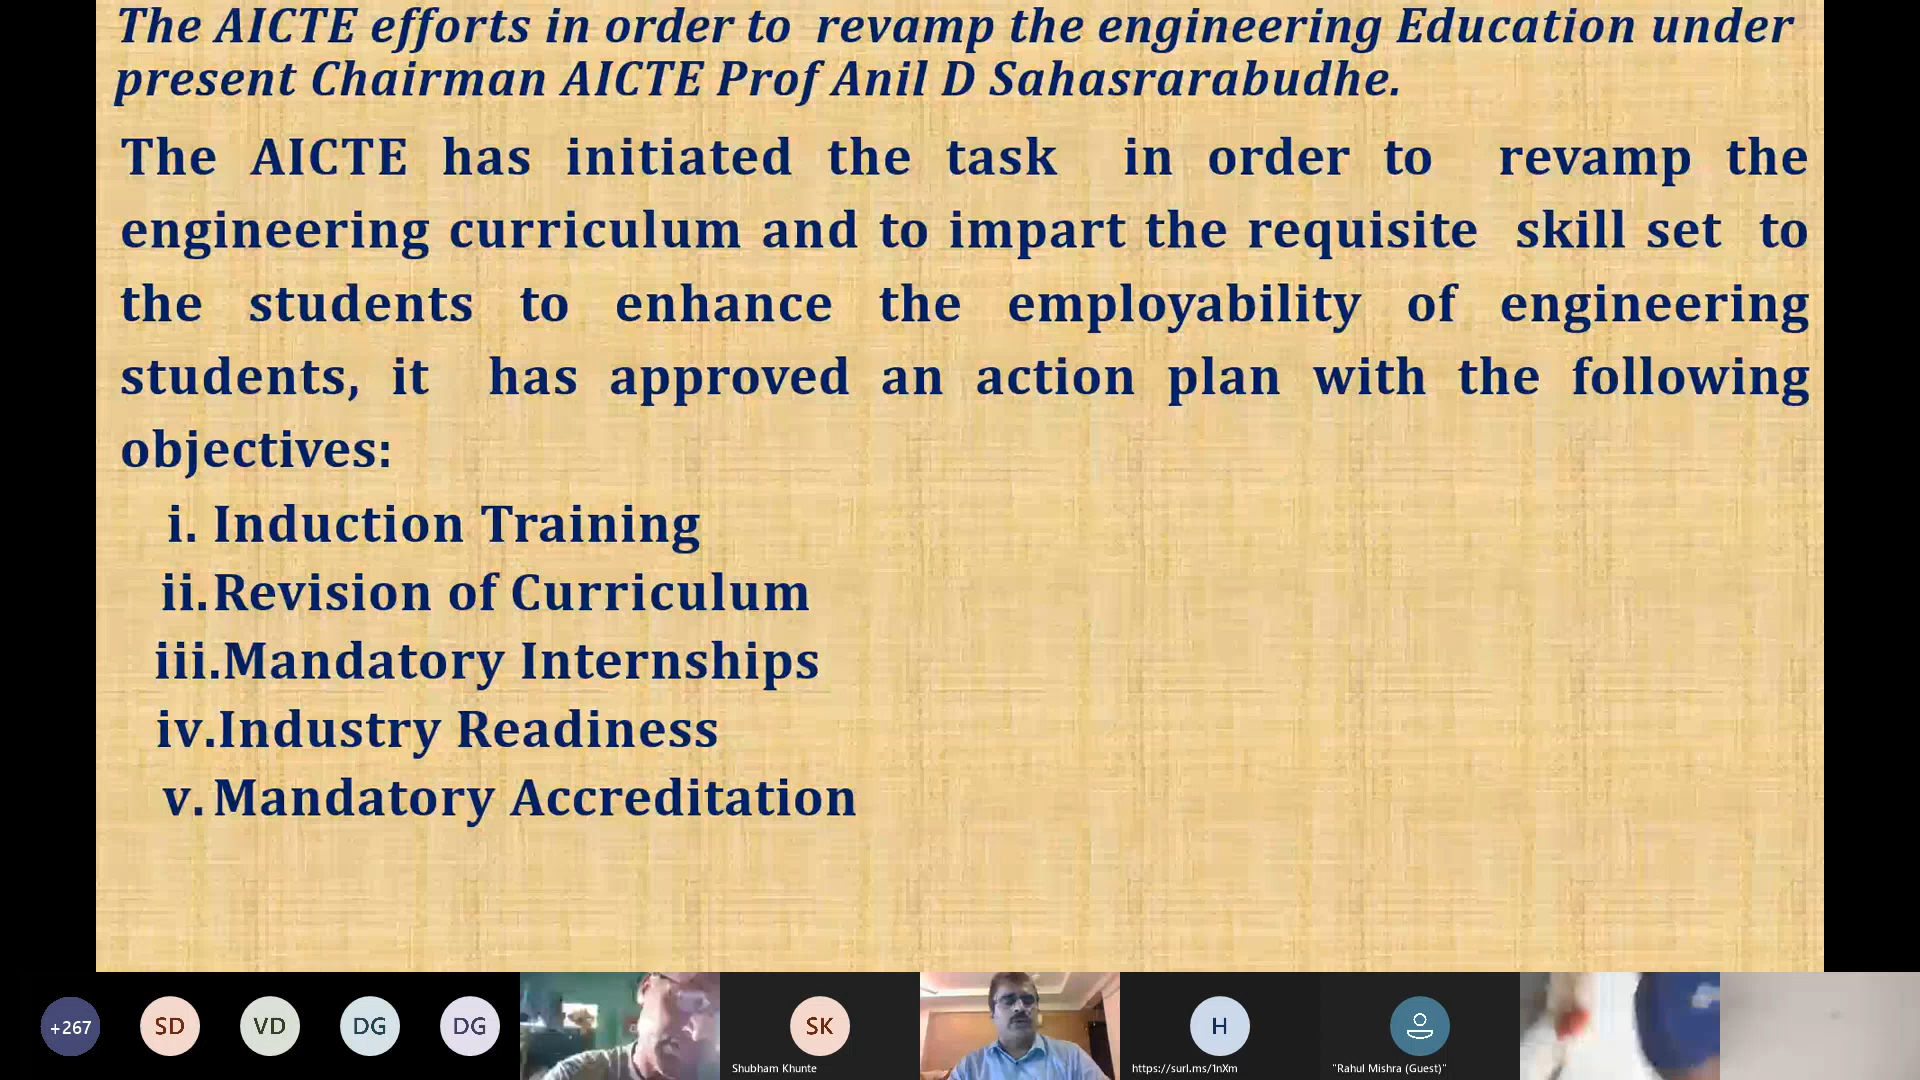 The AICTE efforts in order to revamp the engineering Education under
present Chairman AICTE Prof Anil D Sahasrarabudhe.
The AICTE has initiated the task in order to revamp the
engineering curriculum and to impart the requisite skill set to
the students to enhance the employability of engineering
students, it has approved an action plan with the following
objectives:
i. Induction Training
ii. Revision of Curriculum
iii. Mandatory Internships
iv. Industry Readiness
v. Mandatory Accreditation
+267 SD VD DG DG SK H
Shubham Khunte https://surl.ms/1nXm "Rahul Mishra (Guest)"